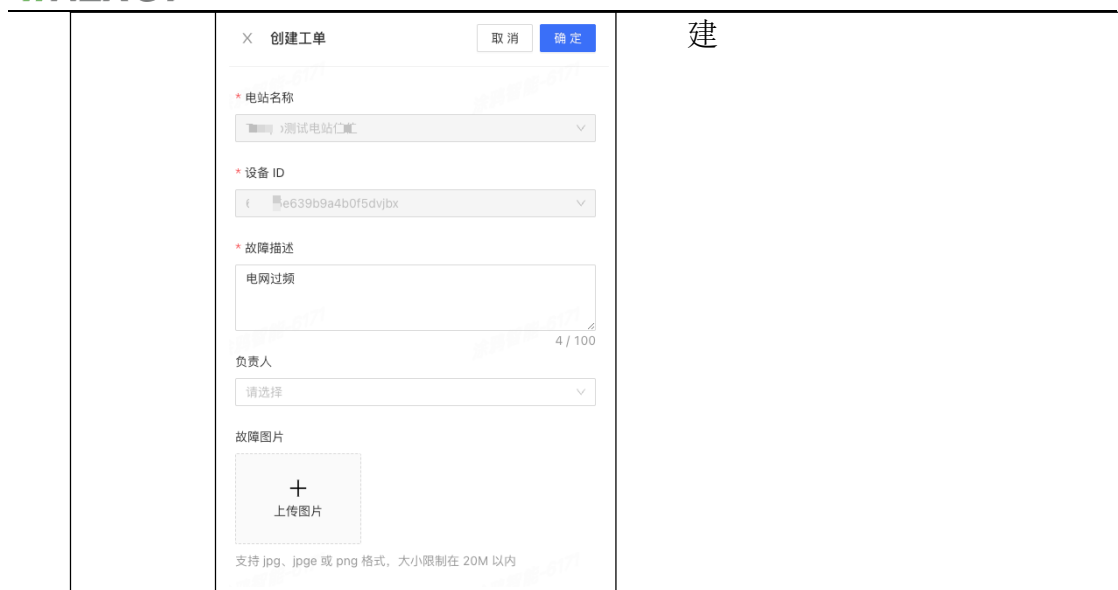 创建工单
取 消
确 定
建
* 电站名称
测试电站
* 设备 ID
e639b9a4b0f5dvjbx
* 故障描述
电网过频
4 / 100
负责人
请选择
故障图片
上传图片
支持 jpg、jpge 或 png 格式，大小限制在 20M 以内